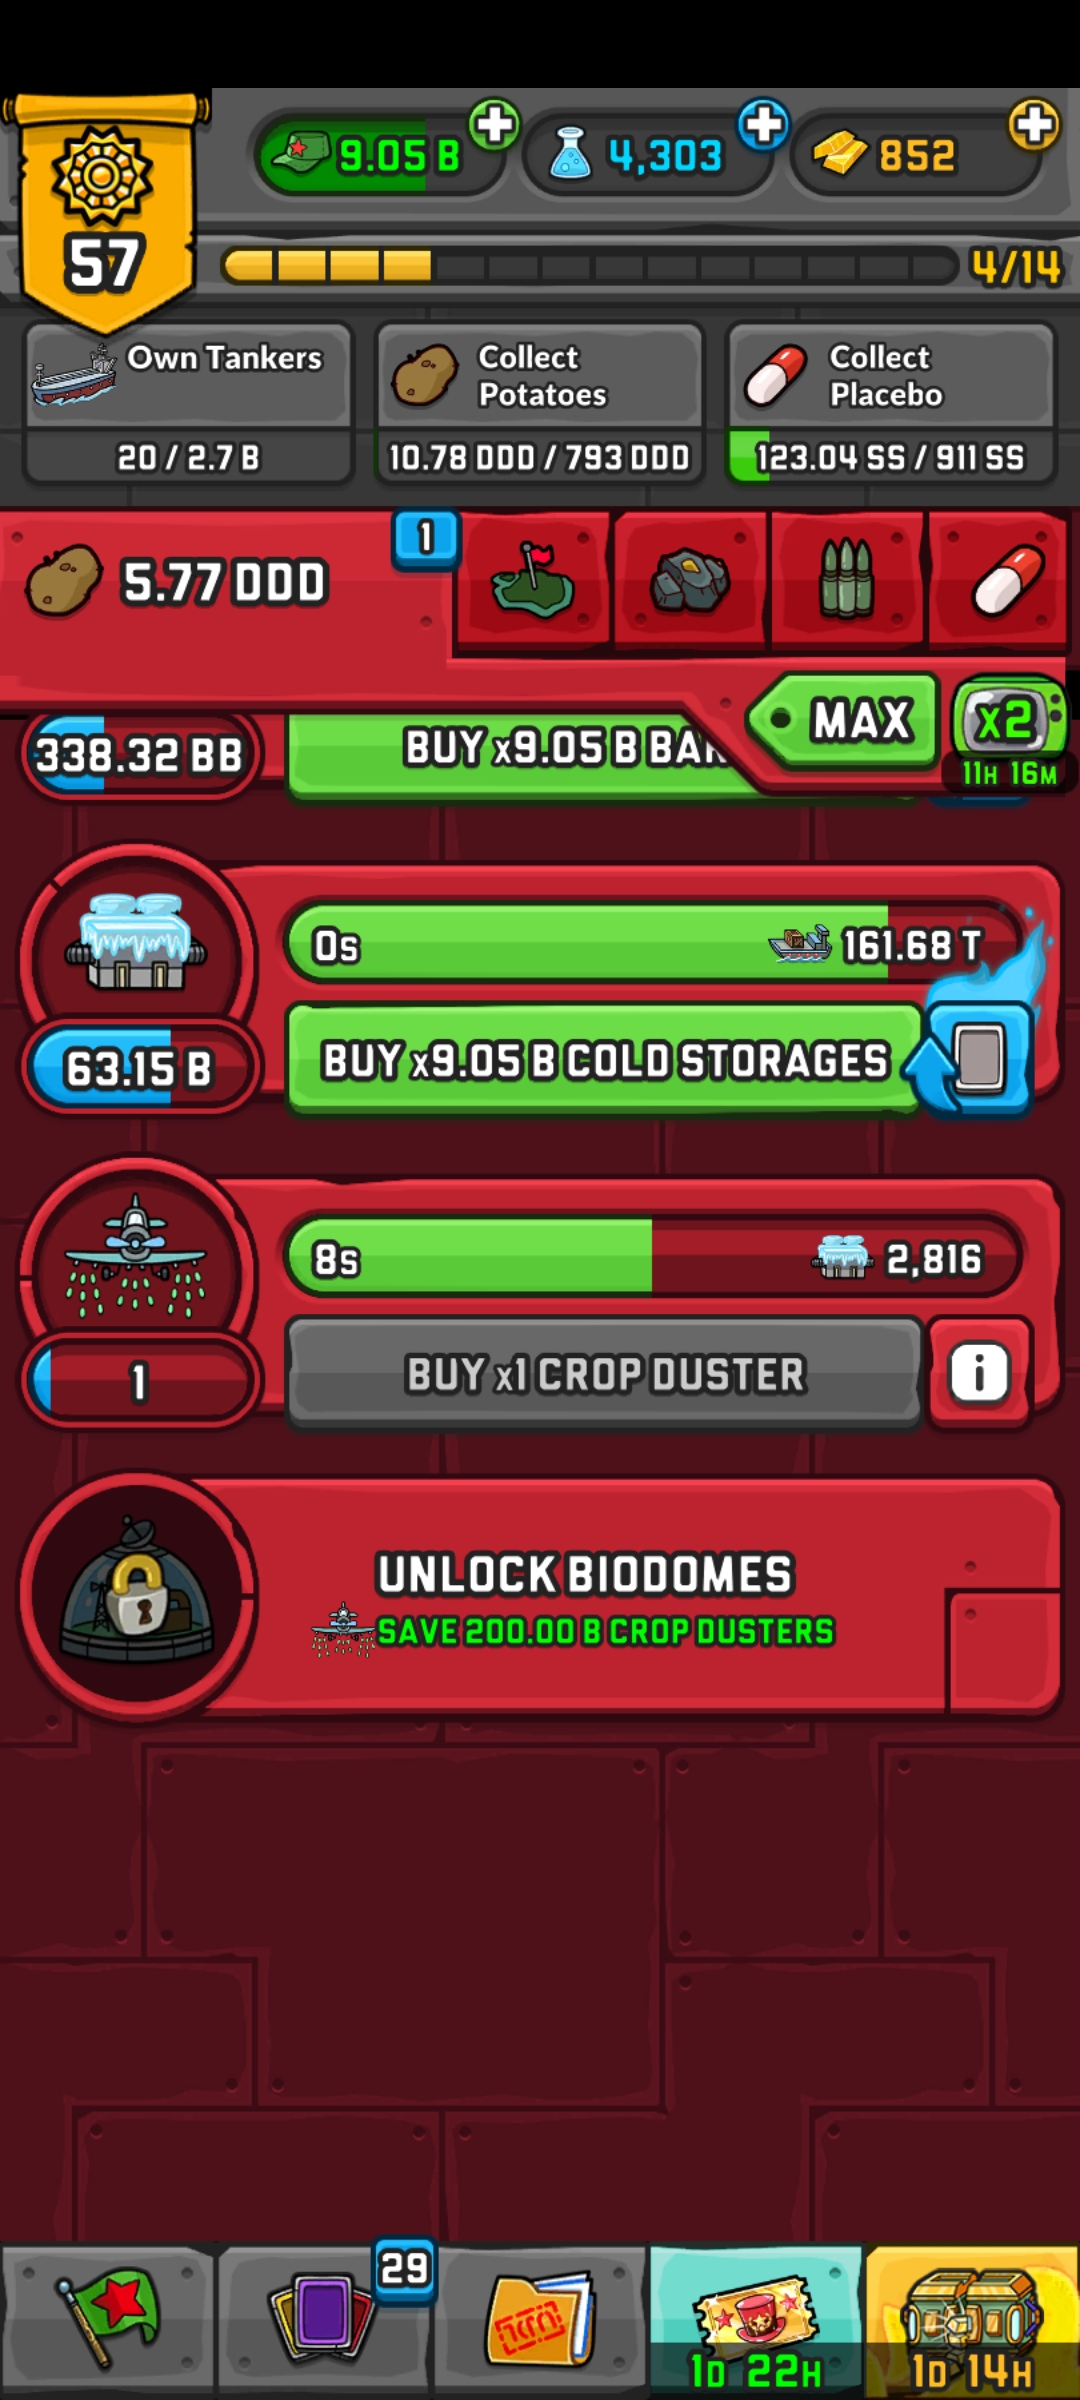 57
9.05 B
4,303
852
4/14
Own Tankers
20 / 2.7 B
Collect
Potatoes
10.78 DDD / 793 DDD
Collect
Placebo
123.04 SS / 911 SS
5.77 DDD
1
MAX
x2
11H 16M
338.32 BB
BUY x9.05 B
0s
161.68 T
63.15 B
BUY x9.05 B COLD STORAGES
8s
2,816
1
BUY x1 CROP DUSTER
i
UNLOCK BIODOMES
SAVE 200.00 B CROP DUSTERS
29
1D 22H
1D 14H